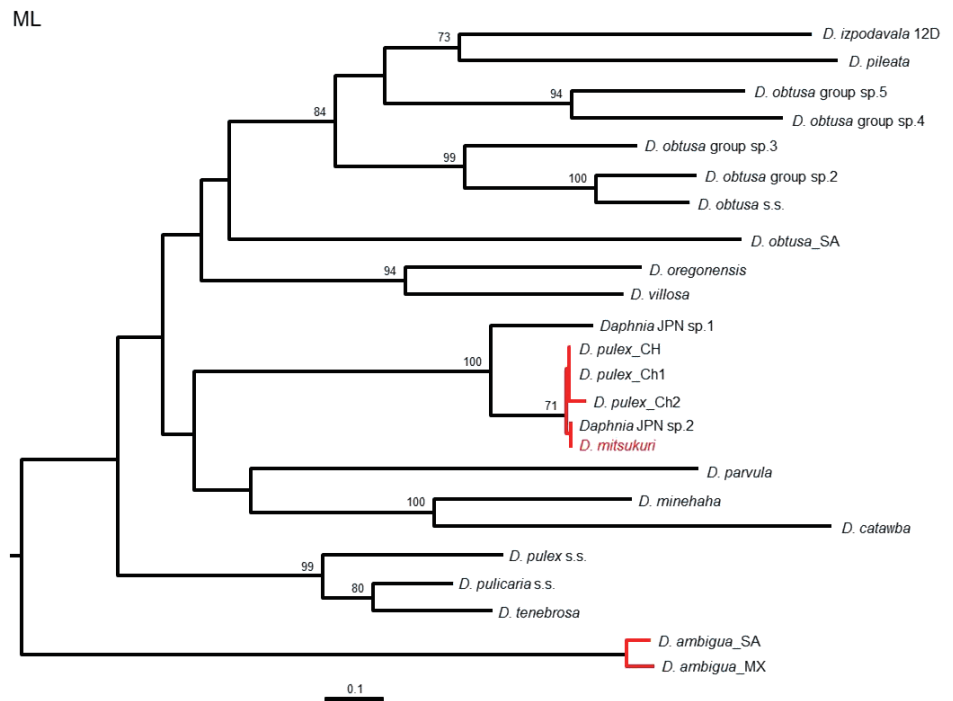 ML
73
D. izpodavala 12D
D. pileata
94
D. obtusa group sp.5
D. obtusa group sp.4
84
99
D. obtusa group sp.3
100
D. obtusa group sp.2
D. obtusa s.s.
D. obtusa_SA
94
D. oregonensis
D. villosa
Daphnia JPN sp.1
100
D. pulex_CH
D. pulex_Ch1
71
D. pulex_Ch2
Daphnia JPN sp.2
D. mitsukuri
D. parvula
100
D. minehaha
D. catawba
99
D. pulex s.s.
80
D. pulicaria s.s.
D. tenebrosa
D. ambigua_SA
D. ambigua_MX
0.1